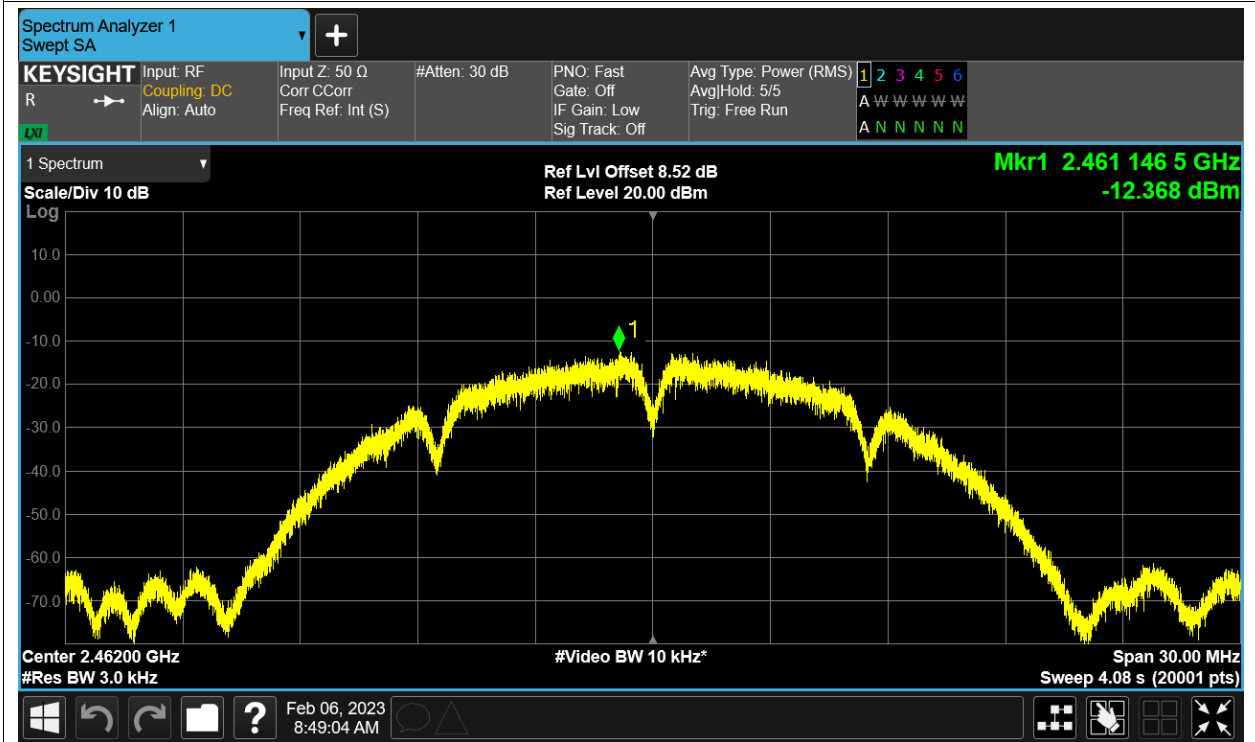 Spectrum Analyzer 1
Swept SA
+
KEYSIGHT
R
LXI
Input: RF
Coupling: DC
Align: Auto
Input Z: 50 Ω
Corr CCorr
Freq Ref: Int (S)
#Atten: 30 dB
PNO: Fast
Gate: Off
IF Gain: Low
Sig Track: Off
Avg Type: Power (RMS)
Avg|Hold: 5/5
Trig: Free Run
1 2 3 4 5 6
A W W W W W
A N N N N N
1 Spectrum
Scale/Div 10 dB
Log
Ref Lvl Offset 8.52 dB
Ref Level 20.00 dBm
Mkr1 2.461 146 5 GHz
-12.368 dBm
10.0
0.00
-10.0
-20.0
-30.0
-40.0
-50.0
-60.0
-70.0
1
Center 2.46200 GHz
#Res BW 3.0 kHz
#Video BW 10 kHz*
Span 30.00 MHz
Sweep 4.08 s (20001 pts)
?
Feb 06, 2023
8:49:04 AM